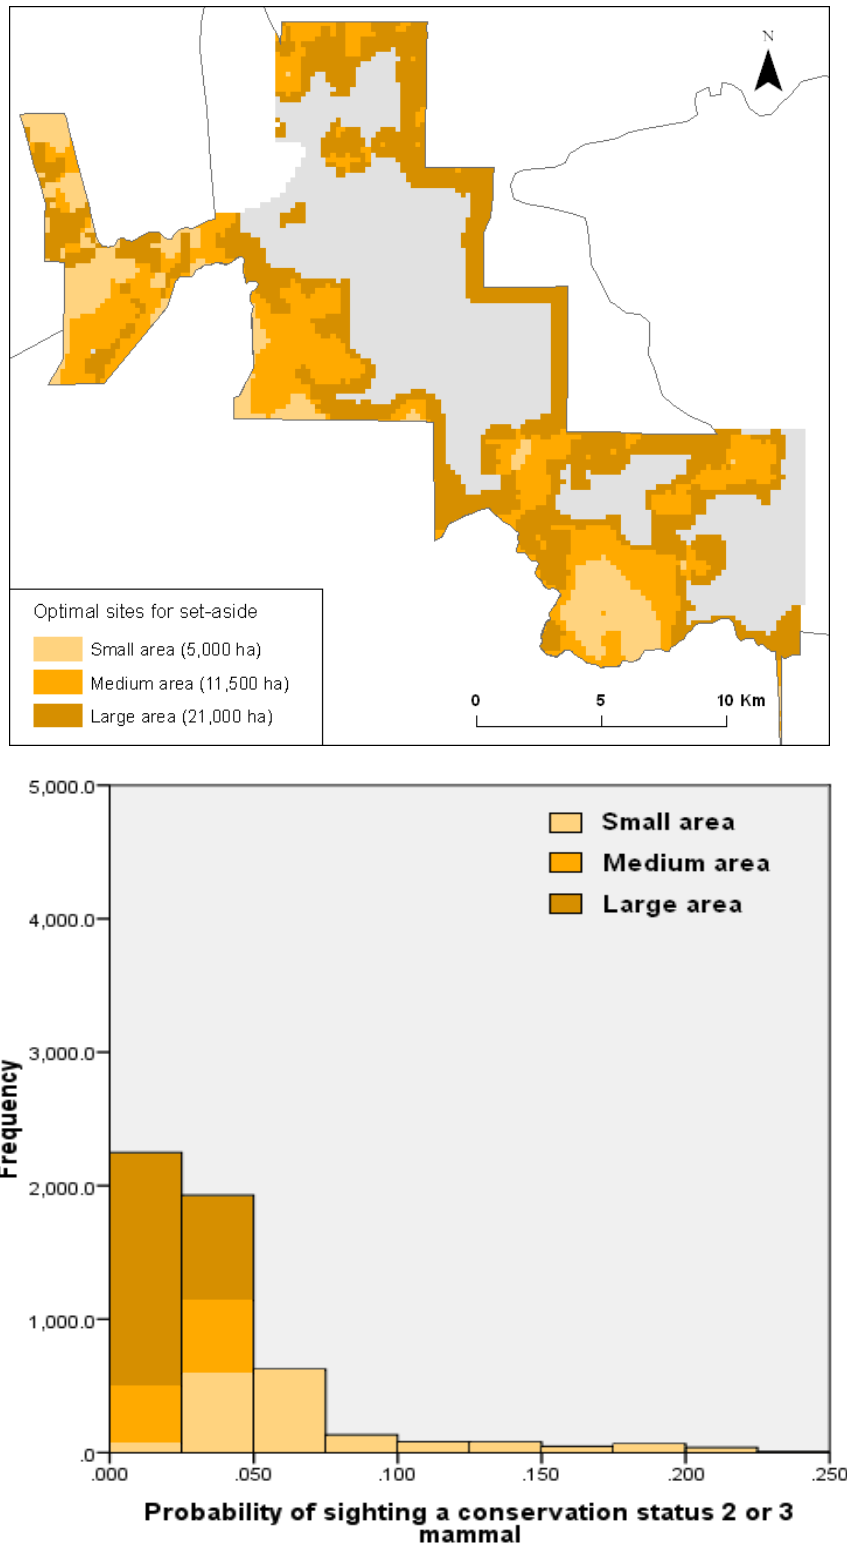 N
Optimal sites for set-aside
Small area (5,000 ha)
Medium area (11,500 ha)
Large area (21,000 ha)
0 5 10 Km
5,000.0
Small area
Medium area
Large area
4,000.0
3,000.0
Frequency
2,000.0
1,000.0
.0
.000 .050 .100 .150 .200 .250
Probability of sighting a conservation status 2 or 3
mammal